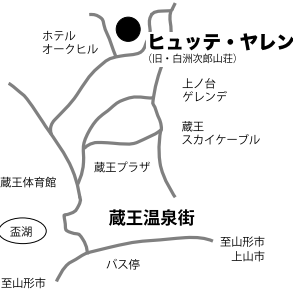 ホテル
オークヒル
ヒュッテ・ヤレン
(旧・白洲次郎山荘)
上ノ台
ゲレンデ
蔵王
スカイケーブル
蔵王プラザ
蔵王体育館
蔵王温泉街
盃湖
至山形市
上山市
バス停
至山形市